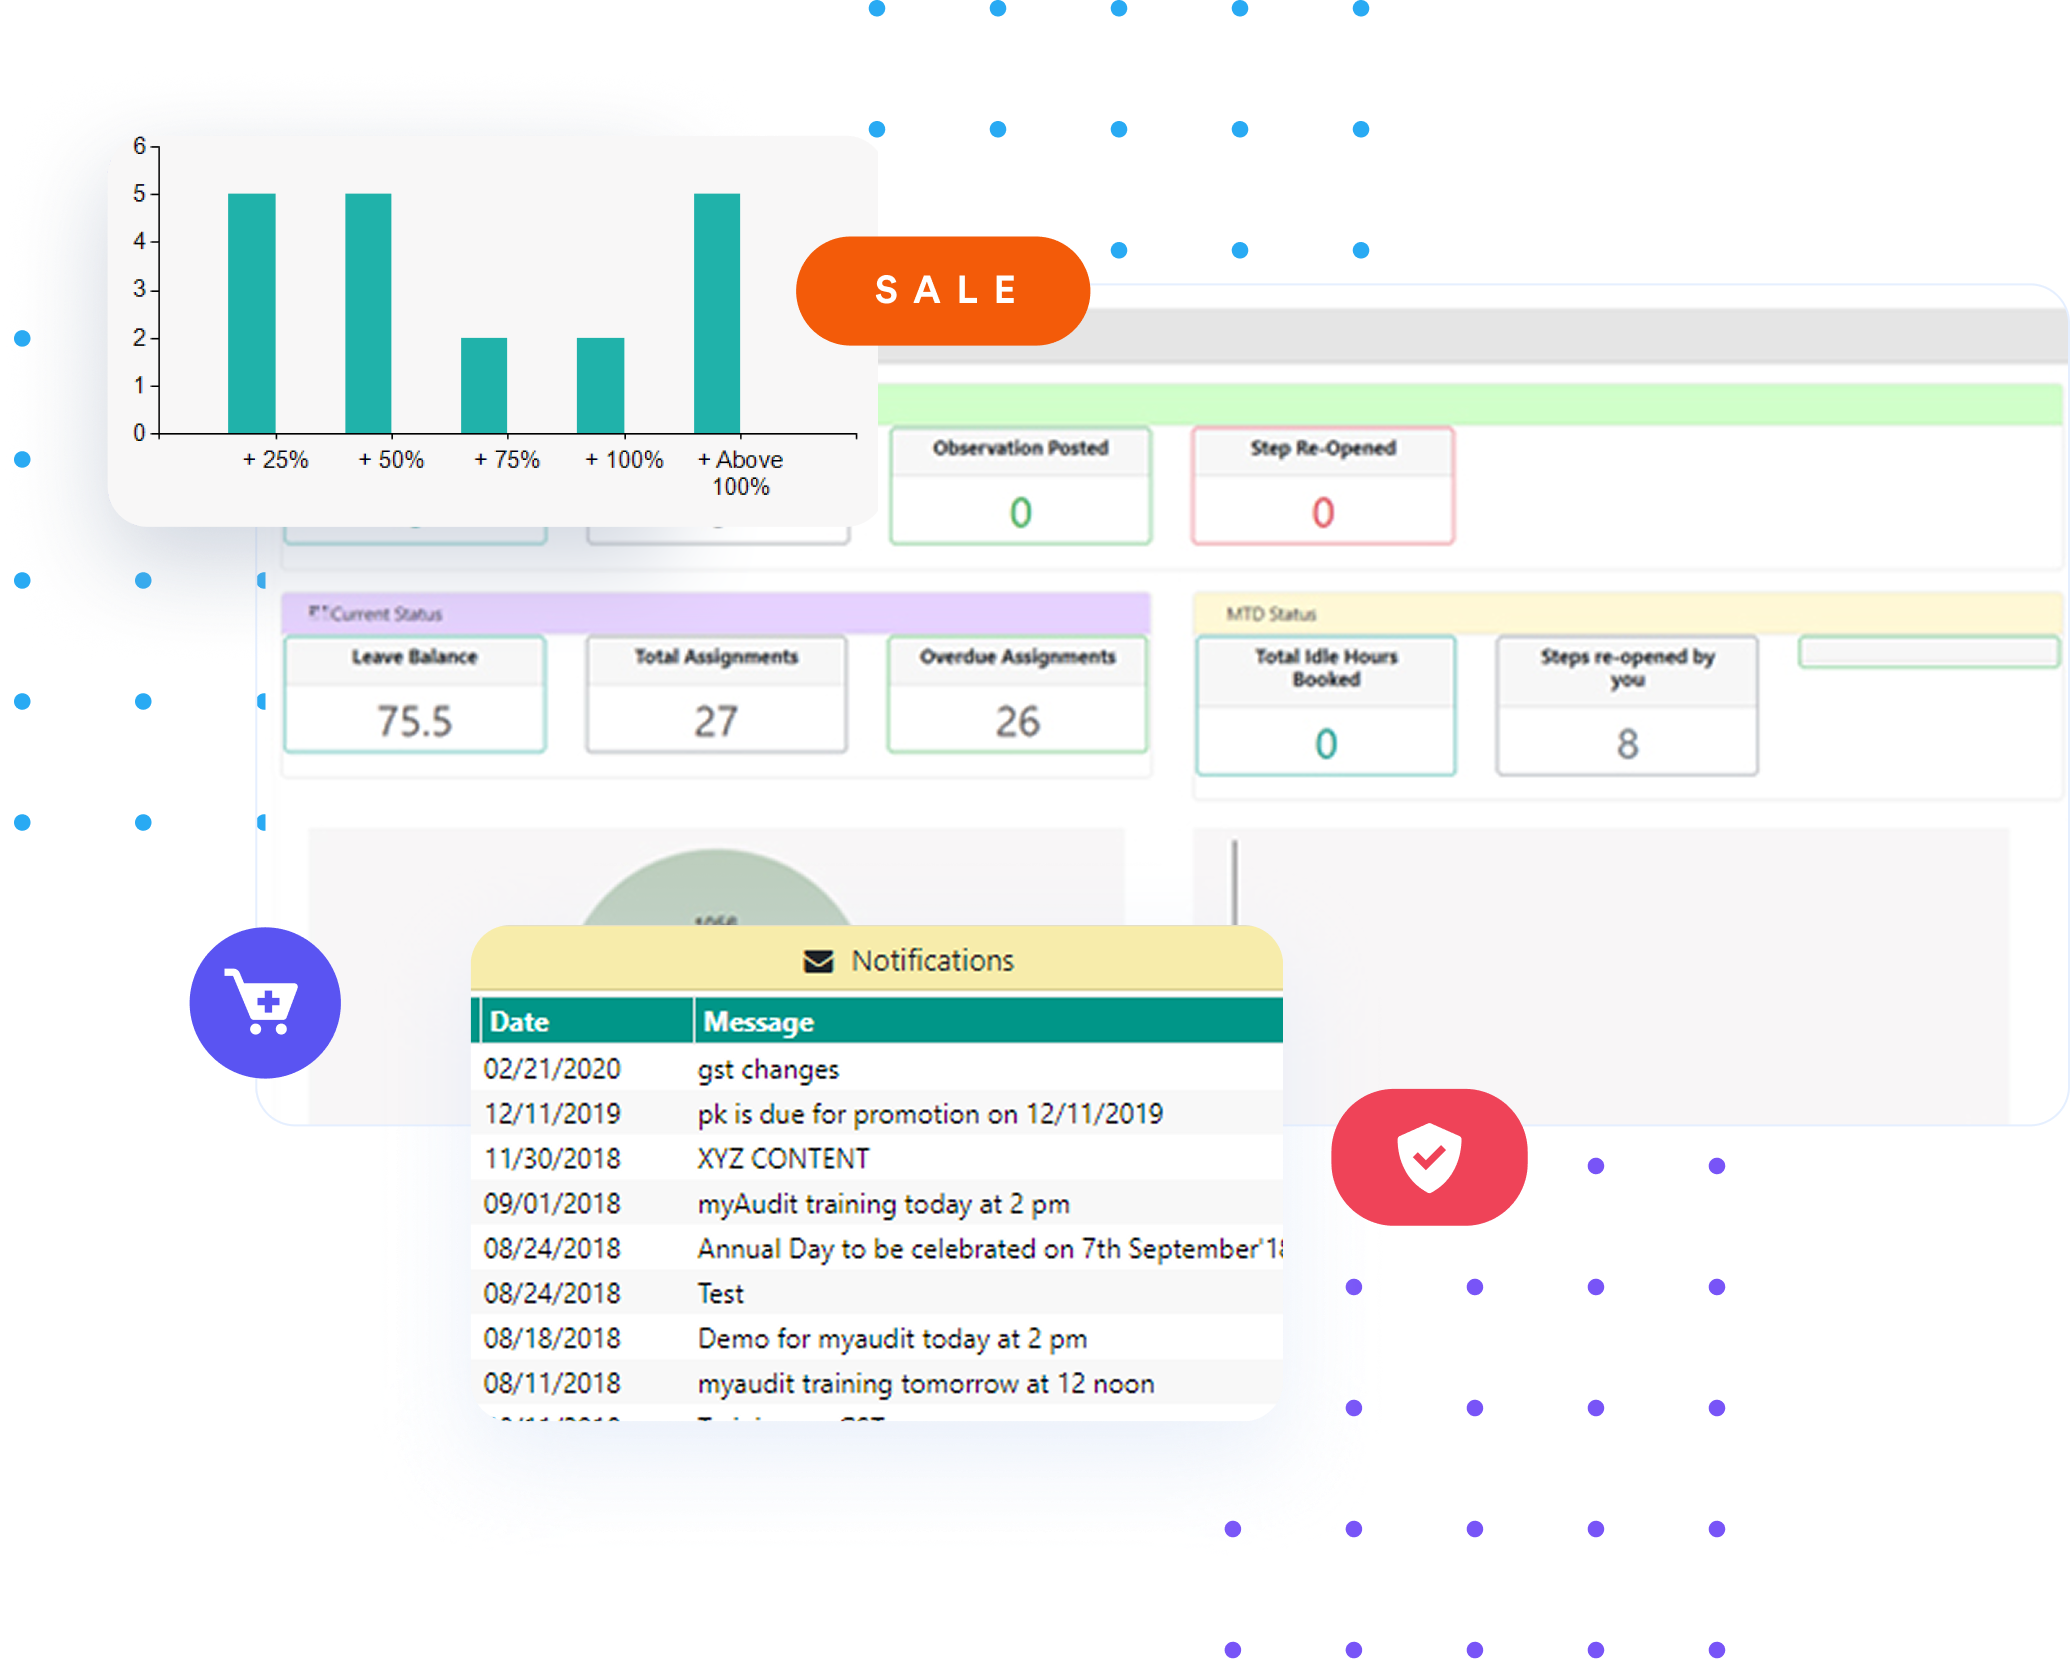 6
5
4
3
2
1
0
+ 25% + 50% + 75% + 100% + Above
100%
SALE
Observation Posted
0
Step Re-Opened
0
Current Status
Leave Balance
75.5
Total Assignments
27
Overdue Assignments
26
MTD Status
Total Idle Hours
Booked
0
Steps re-opened by
you
8
Notifications
Date Message
02/21/2020 gst changes
12/11/2019 pk is due for promotion on 12/11/2019
11/30/2018 XYZ CONTENT
09/01/2018 myAudit training today at 2 pm
08/24/2018 Annual Day to be celebrated on 7th September'18
08/24/2018 Test
08/18/2018 Demo for myaudit today at 2 pm
08/11/2018 myaudit training tomorrow at 12 noon